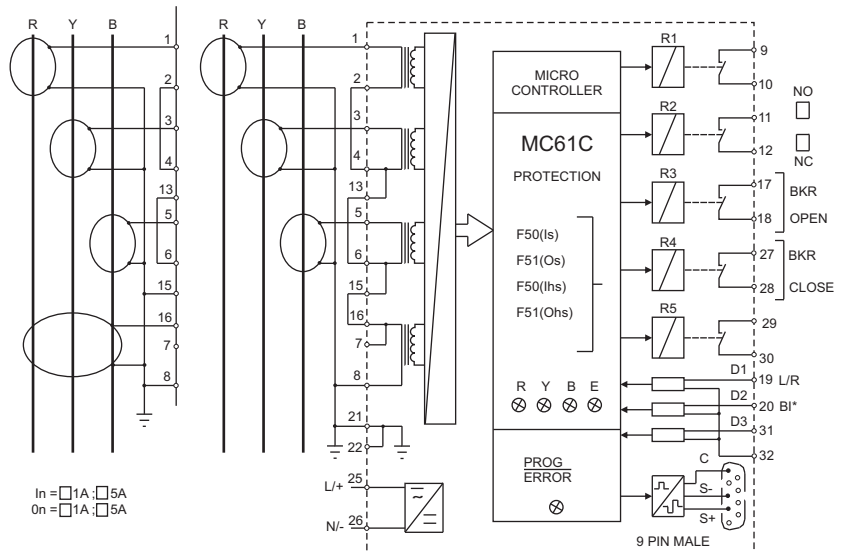 R Y B
1
2
3
4
13
5
6
15
16
7
8
In = 1A ; 5A
0n = 1A ; 5A
R Y B
1
2
3
4
13
5
6
15
16
7
8
21
22
L/+ 25
N/- 26
MICRO
CONTROLLER
MC61C
PROTECTION
F50(Is)
F51(Os)
F50(Ihs)
F51(Ohs)
R Y B E
PROG
ERROR
R1
9
10
R2
11
12
NO
NC
R3
17
18
BKR
OPEN
R4
27
28
BKR
CLOSE
R5
29
30
D1
19 L/R
D2
20 BI*
D3
31
32
C
S-
S+
9 PIN MALE